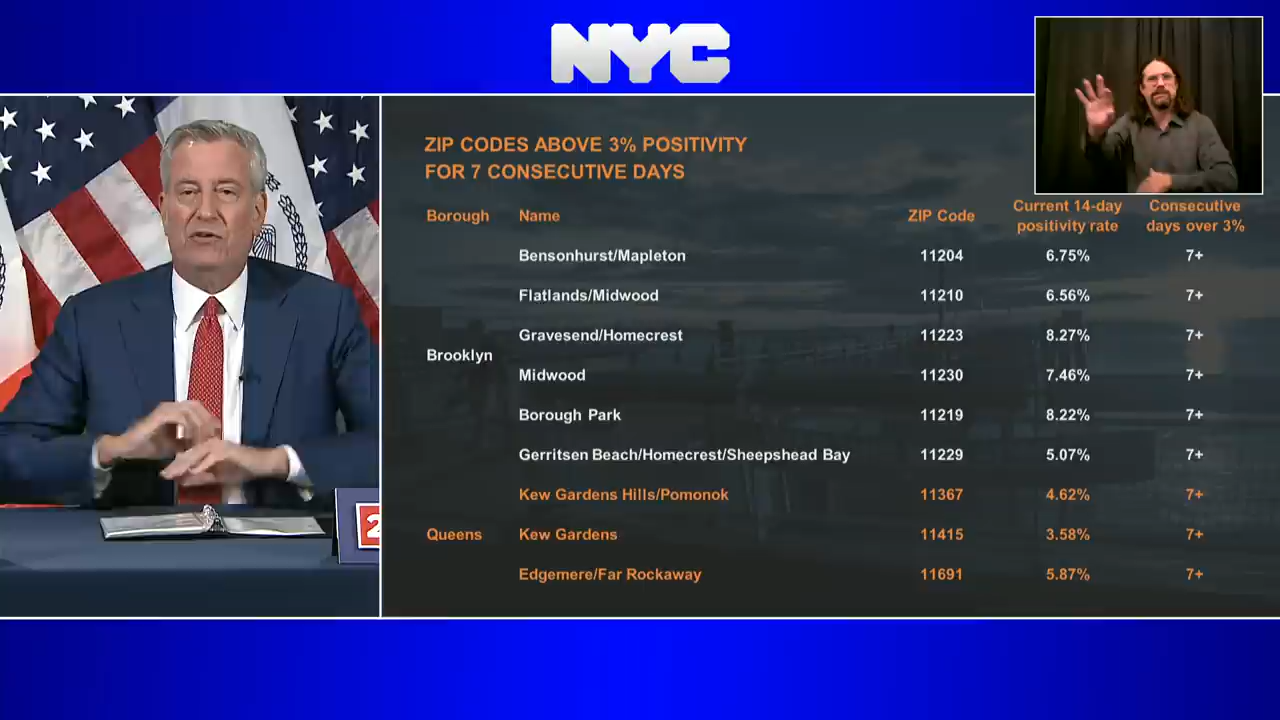 NYC
ZIP CODES ABOVE 3% POSITIVITY
FOR 7 CONSECUTIVE DAYS
Borough Name ZIP Code Current 14-day positivity rate Consecutive days over 3%
Bensonhurst/Mapleton 11204 6.75% 7+
Flatlands/Midwood 11210 6.56% 7+
Gravesend/Homecrest 11223 8.27% 7+
Brooklyn
Midwood 11230 7.46% 7+
Borough Park 11219 8.22% 7+
Gerritsen Beach/Homecrest/Sheepshead Bay 11229 5.07% 7+
Kew Gardens Hills/Pomonok 11367 4.62% 7+
Queens Kew Gardens 11415 3.58% 7+
Edgemere/Far Rockaway 11691 5.87% 7+